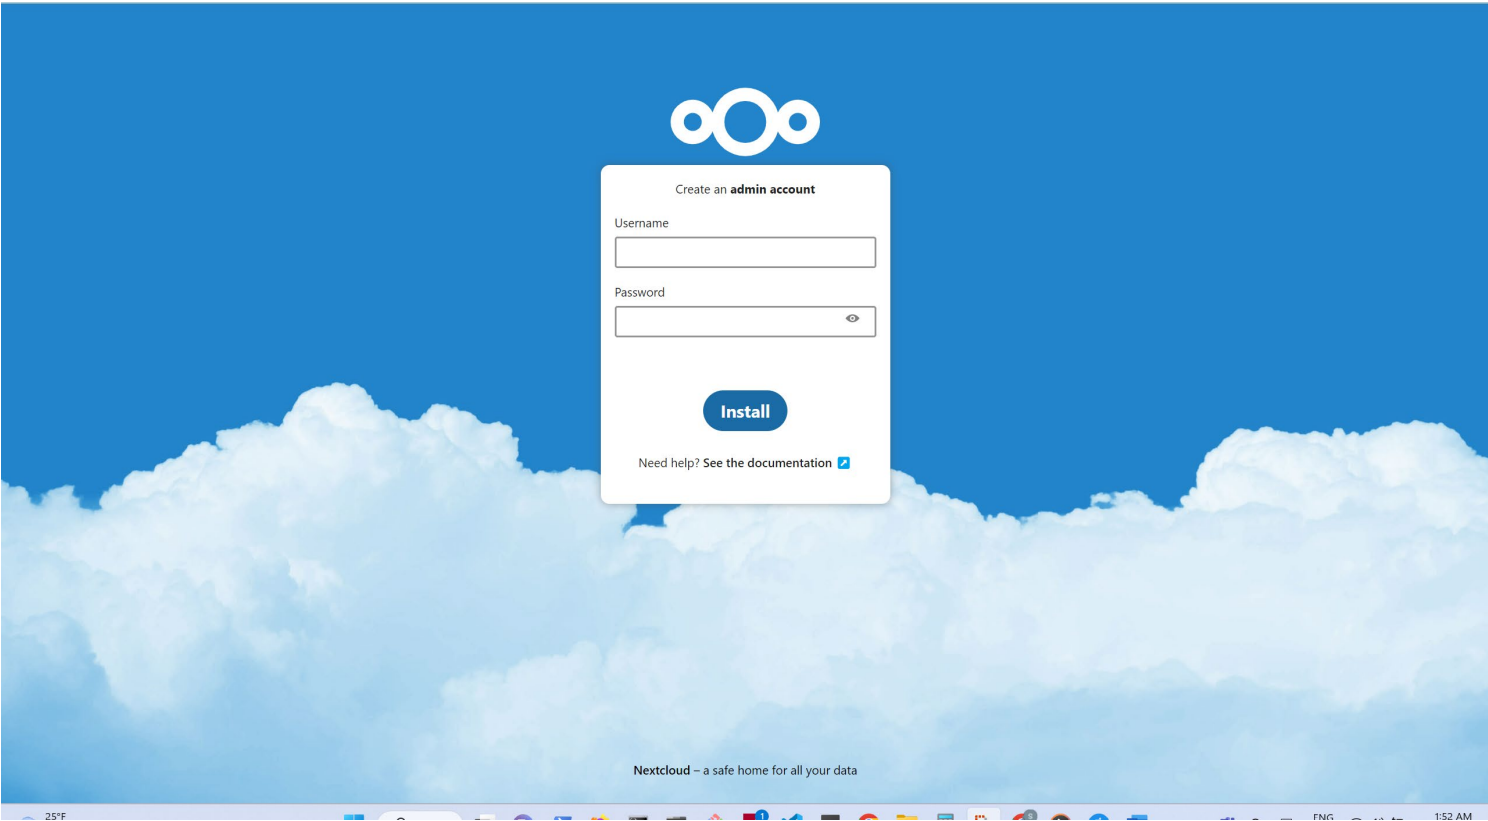 Create an admin account
Username
Password
Install
Need help? See the documentation
Nextcloud – a safe home for all your data
25°F
1
ENG
1:52 AM